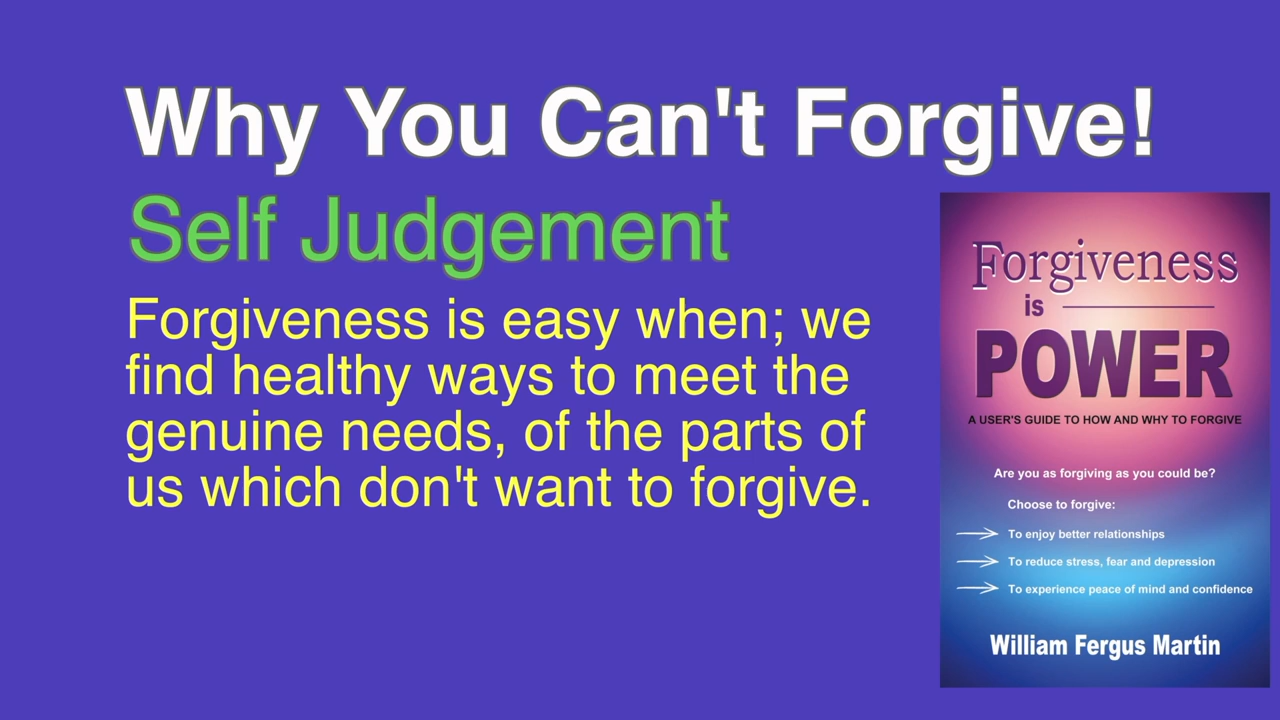 Why You Can't Forgive!
Self Judgement
Forgiveness is easy when; we
find healthy ways to meet the
genuine needs, of the parts of
us which don't want to forgive.
Forgiveness
is
POWER
A USER'S GUIDE TO HOW AND WHY TO FORGIVE
Are you as forgiving as you could be?
Choose to forgive:
To enjoy better relationships
To reduce stress, fear and depression
To experience peace of mind and confidence
William Fergus Martin